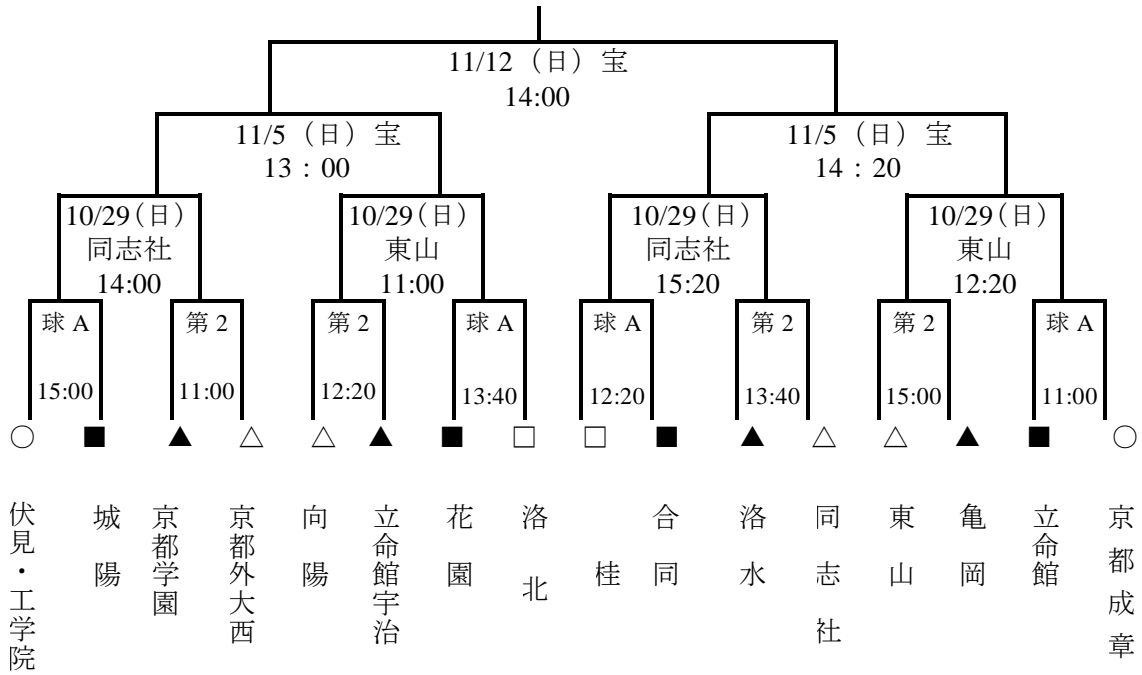 11/12 （日）宝
14:00
11/5 （日）宝
13：00
11/5 （日）宝
14：20
10/29（日）
同志社
14:00
10/29（日）
東山
11:00
10/29（日）
同志社
15:20
10/29（日）
東山
12:20
球 A
15:00
第 2
11:00
第 2
12:20
球 A
13:40
球 A
12:20
第 2
13:40
第 2
15:00
球 A
11:00
○ ■ ▲ △ △ ▲ ■ □ □ ■ ▲ △ △ ▲ ■ ○
伏見・工学院
城陽
京都学園
京都外大西
向陽
立命館宇治
花園
洛北
桂
合同
洛水
同志社
東山
亀岡
立命館
京都成章